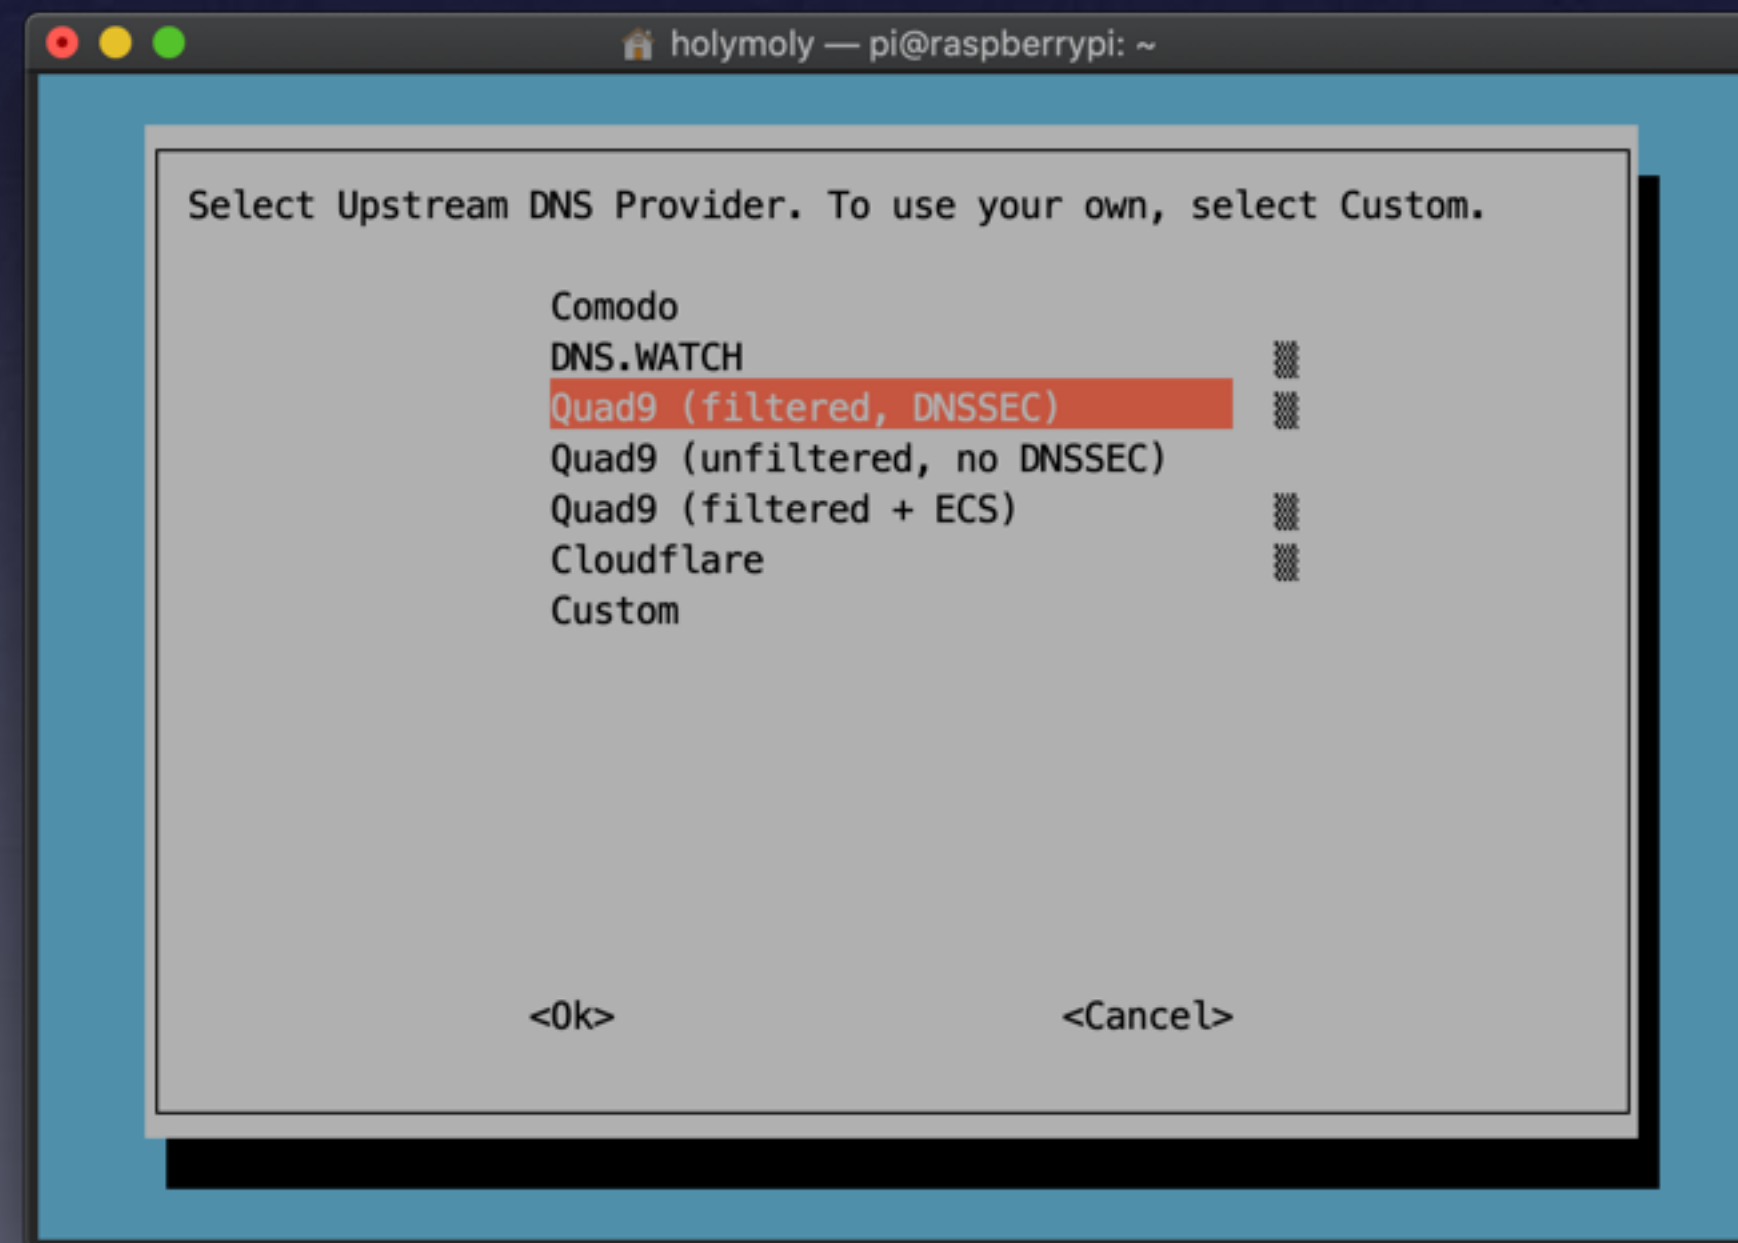 holymoly — pi@raspberrypi: ~
Select Upstream DNS Provider. To use your own, select Custom.
Comodo
DNS.WATCH
Quad9 (filtered, DNSSEC)
Quad9 (unfiltered, no DNSSEC)
Quad9 (filtered + ECS)
Cloudflare
Custom
<Ok> <Cancel>